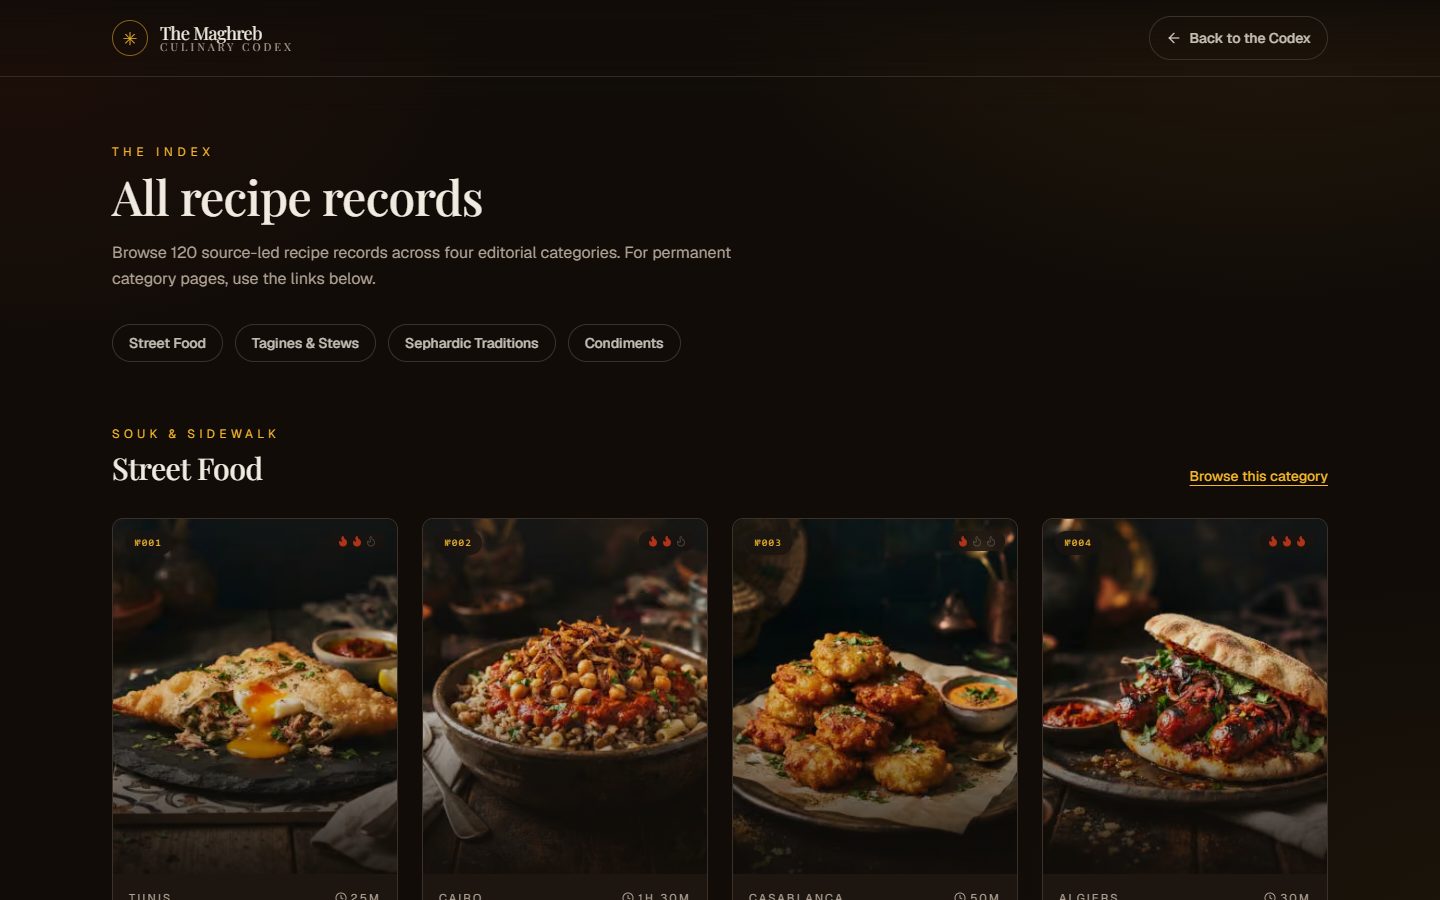 The Maghreb
CULINARY CODEX
Back to the Codex
THE INDEX
All recipe records
Browse 120 source-led recipe records across four editorial categories. For permanent
category pages, use the links below.
Street Food
Tagines & Stews
Sephardic Traditions
Condiments
SOUK & SIDEWALK
Street Food
Browse this category
№001
№002
№003
№004
TUNIS
25M
CAIRO
1H 30M
CASABLANCA
50M
ALGIERS
30M